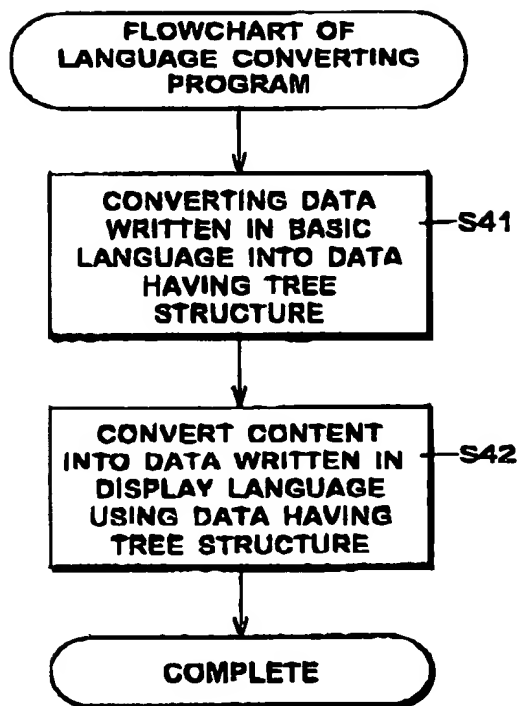 FLOWCHART OF
LANGUAGE CONVERTING
PROGRAM
CONVERTING DATA
WRITTEN IN BASIC
LANGUAGE INTO DATA
HAVING TREE
STRUCTURE
S41
CONVERT CONTENT
INTO DATA WRITTEN IN
DISPLAY LANGUAGE
USING DATA HAVING
TREE STRUCTURE
S42
COMPLETE